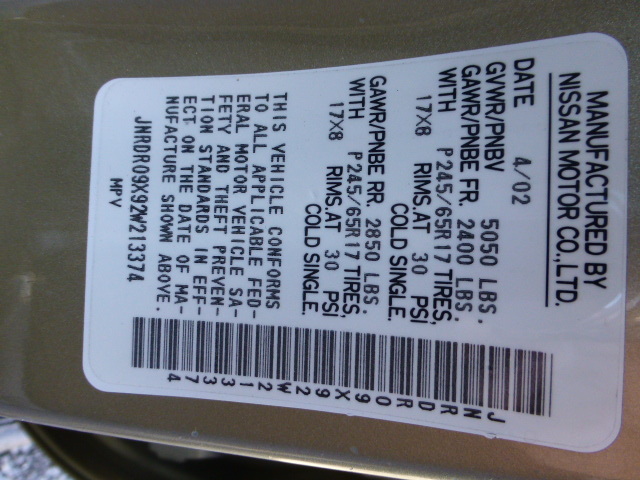 MANUFACTURED BY
NISSAN MOTOR CO.,LTD.
DATE 4/02
GVWR/PNBV 5050 LBS.
GAWR/PNBE FR. 2400 LBS.
WITH P245/65R17 TIRES,
17X8 RIMS.AT 30 PSI
COLD SINGLE.
GAWR/PNBE RR. 2850 LBS.
WITH P245/65R17 TIRES,
17X8 RIMS.AT 30 PSI
COLD SINGLE.
THIS VEHICLE CONFORMS
TO ALL APPLICABLE FED-
ERAL MOTOR VEHICLE SA-
FETY AND THEFT PREVEN-
TION STANDARDS IN EFF-
ECT ON THE DATE OF MA-
NUFACTURE SHOWN ABOVE.
JNRDR09X92W213374
MPV
JNRDR09X92W213374